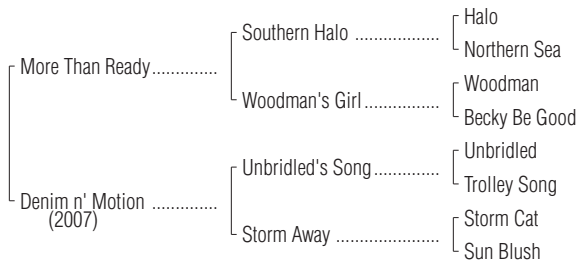 Halo
Southern Halo ..................
Northern Sea
More Than Ready..............
Woodman
Woodman's Girl................
Becky Be Good
Unbridled
Unbridled's Song..............
Trolley Song
Denim n' Motion ..............
(2007)
Storm Cat
Storm Away ......................
Sun Blush